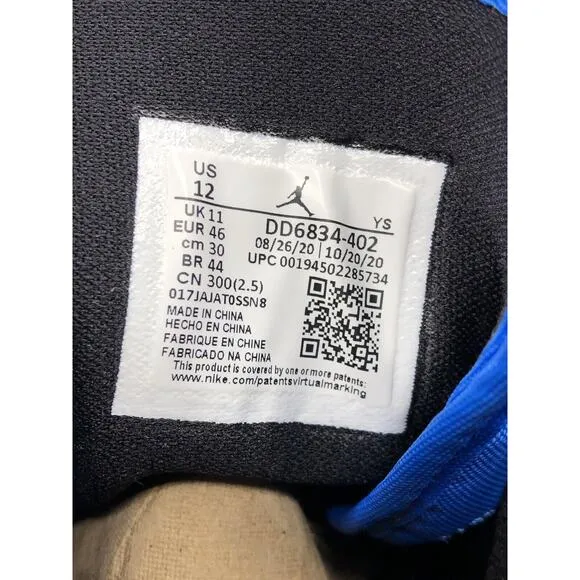 US
12
UK 11
EUR 46
cm 30
BR 44
CN 300(2.5)
YS
DD6834-402
08/26/20 | 10/20/20
UPC 00194502285734
017JAJAT0SSN8
MADE IN CHINA
HECHO EN CHINA
FABRIQUE EN CHINE
FABRICADO NA CHINA
This product is covered by one or more patents:
www.nike.com/patentsvirtualmarking